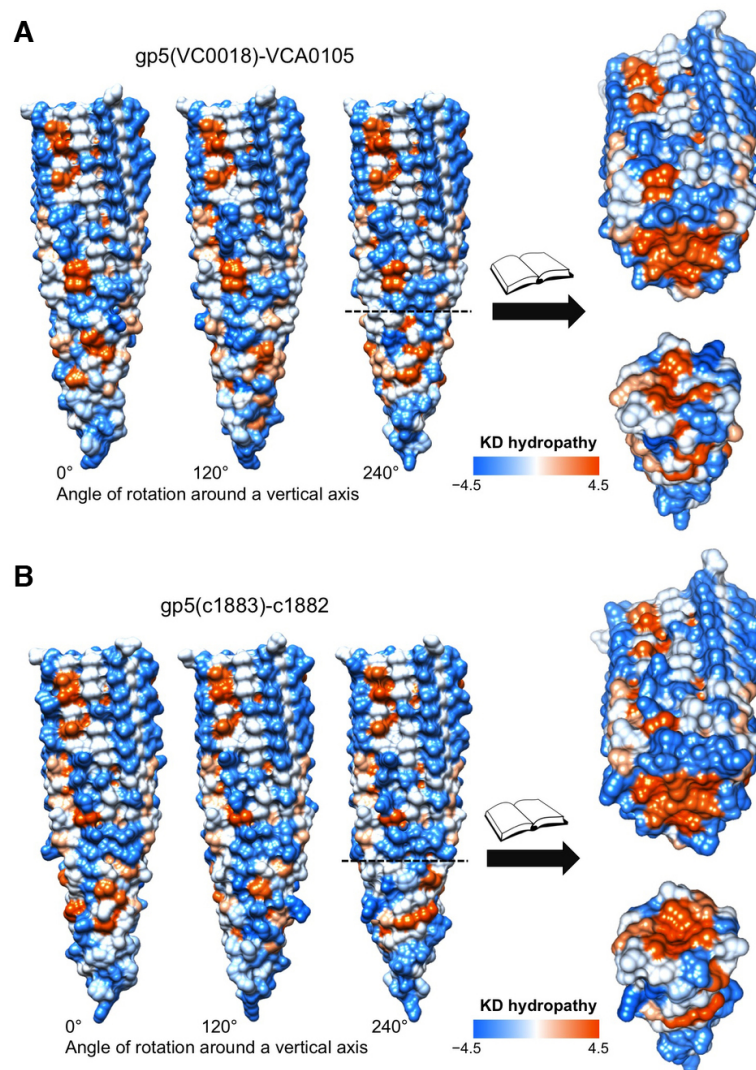 A
gp5(VC0018)-VCA0105
KD hydropathy
−4.5 4.5
0° 120° 240°
Angle of rotation around a vertical axis
B
gp5(c1883)-c1882
KD hydropathy
−4.5 4.5
0° 120° 240°
Angle of rotation around a vertical axis